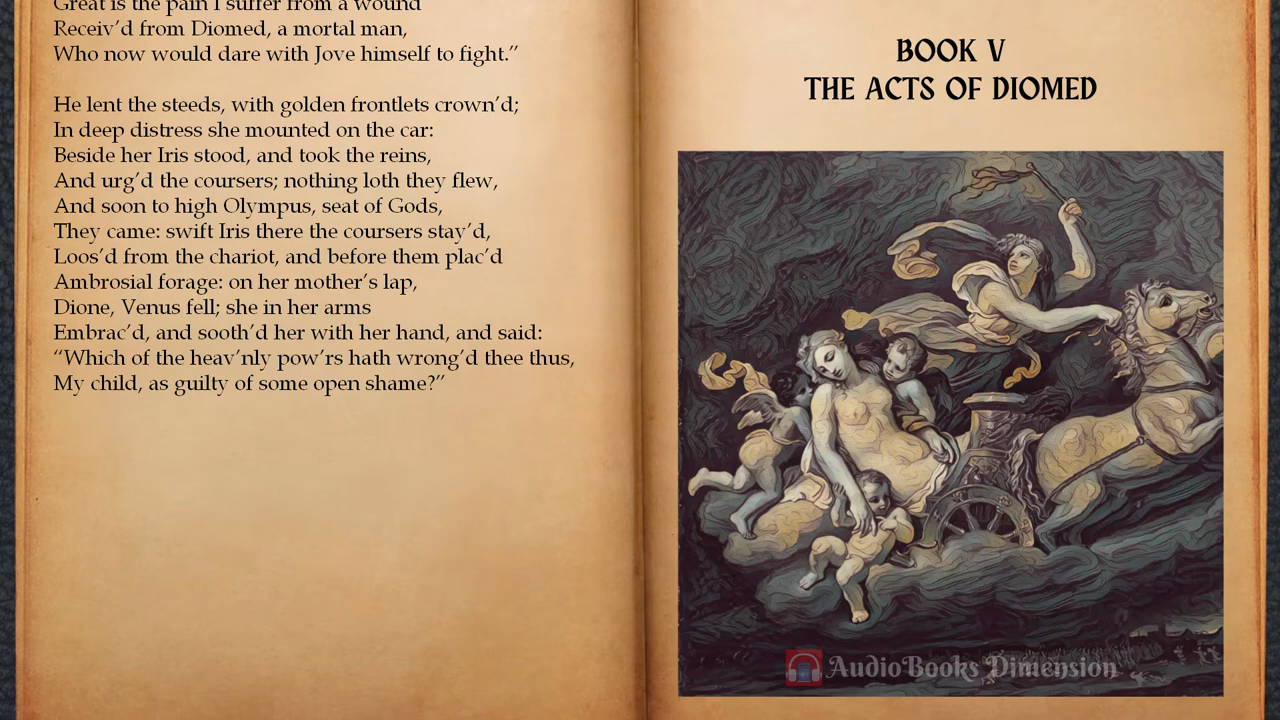 Great is the pain I suffer from a wound
Receiv’d from Diomed, a mortal man,
Who now would dare with Jove himself to fight.”
He lent the steeds, with golden frontlets crown’d;
In deep distress she mounted on the car:
Beside her Iris stood, and took the reins,
And urg’d the coursers; nothing loth they flew,
And soon to high Olympus, seat of Gods,
They came: swift Iris there the coursers stay’d,
Loos’d from the chariot, and before them plac’d
Ambrosial forage: on her mother’s lap,
Dione, Venus fell; she in her arms
Embrac’d, and sooth’d her with her hand, and said:
“Which of the heav’nly pow’rs hath wrong’d thee thus,
My child, as guilty of some open shame?”
BOOK V
THE ACTS OF DIOMED
AudioBooks Dimension